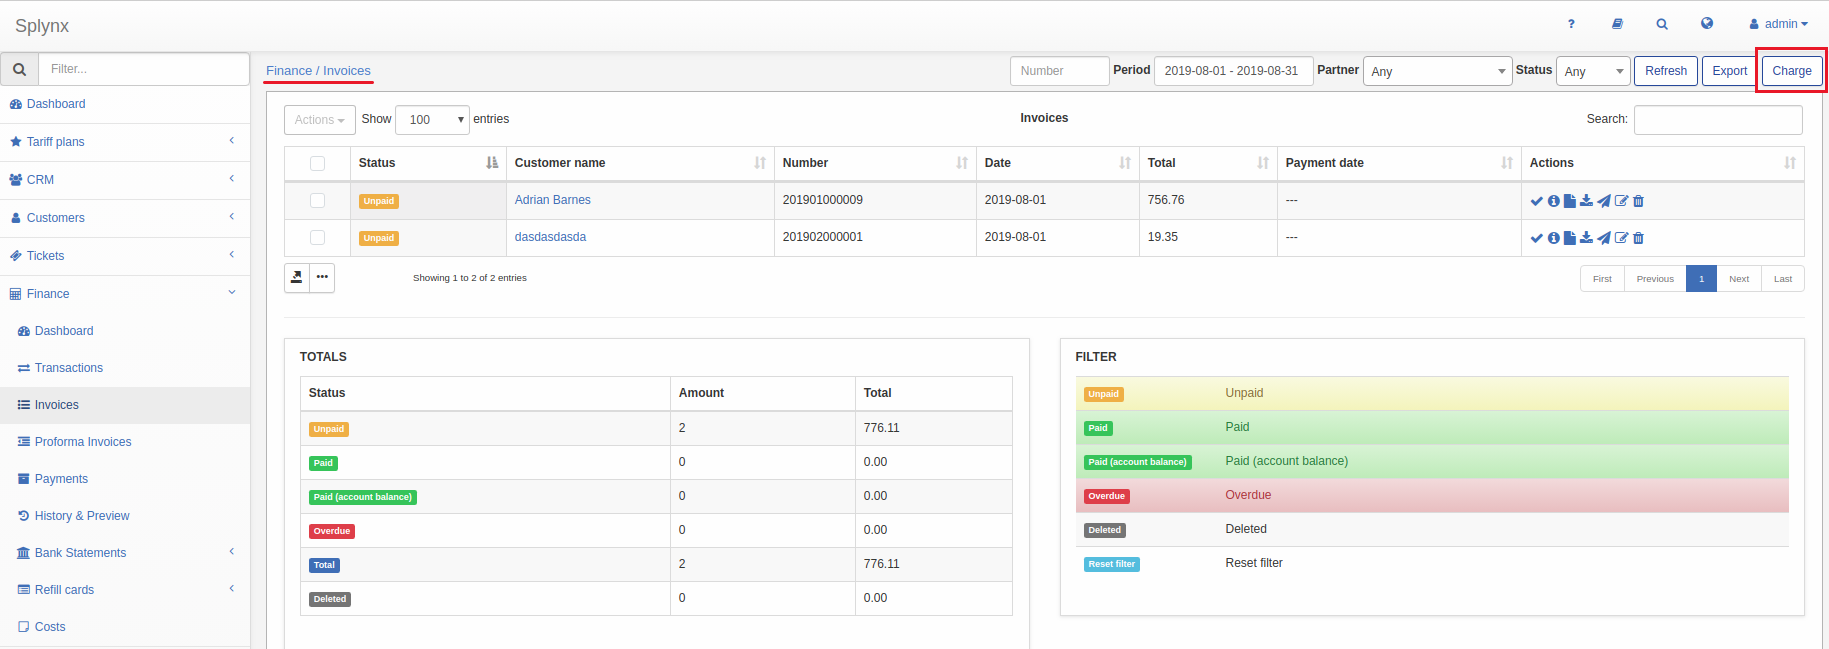 Splynx
? admin
Filter...
Finance / Invoices
Number Period 2019-08-01 - 2019-08-31 Partner Any Status Any Refresh Export Charge
Dashboard
Tariff plans
CRM
Customers
Tickets
Finance
Dashboard
Transactions
Invoices
Proforma Invoices
Payments
History & Preview
Bank Statements
Refill cards
Costs
Actions Show 100 entries Invoices Search:
Status Customer name Number Date Total Payment date Actions
Unpaid Adrian Barnes 201901000009 2019-08-01 756.76 ---
Unpaid dasdasdasda 201902000001 2019-08-01 19.35 ---
Showing 1 to 2 of 2 entries First Previous 1 Next Last
TOTALS
Status Amount Total
Unpaid 2 776.11
Paid 0 0.00
Paid (account balance) 0 0.00
Overdue 0 0.00
Total 2 776.11
Deleted 0 0.00
FILTER
Unpaid Unpaid
Paid Paid
Paid (account balance) Paid (account balance)
Overdue Overdue
Deleted Deleted
Reset filter Reset filter